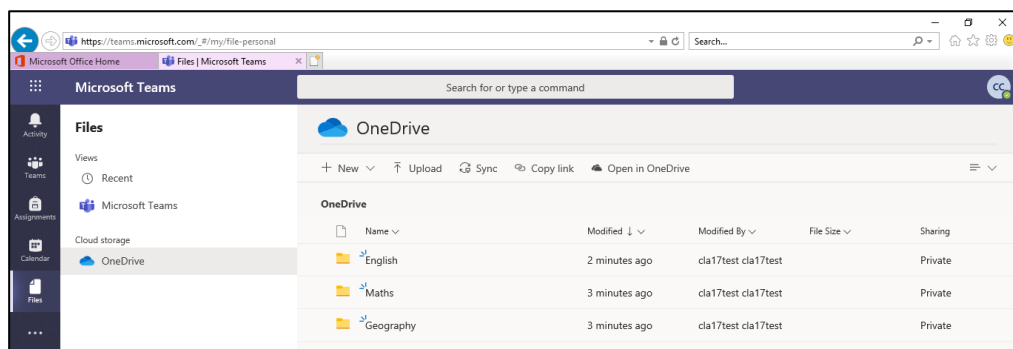 https://teams.microsoft.com/_#/my/file-personal
Search...
Microsoft Office Home
Files | Microsoft Teams
Microsoft Teams
Search for or type a command
CC
Activity
Teams
Assignments
Calendar
Files
Files
Views
Recent
Microsoft Teams
Cloud storage
OneDrive
OneDrive
+ New Upload Sync Copy link Open in OneDrive
OneDrive
Name Modified ↓ Modified By File Size Sharing
English 2 minutes ago cla17test cla17test Private
Maths 3 minutes ago cla17test cla17test Private
Geography 3 minutes ago cla17test cla17test Private